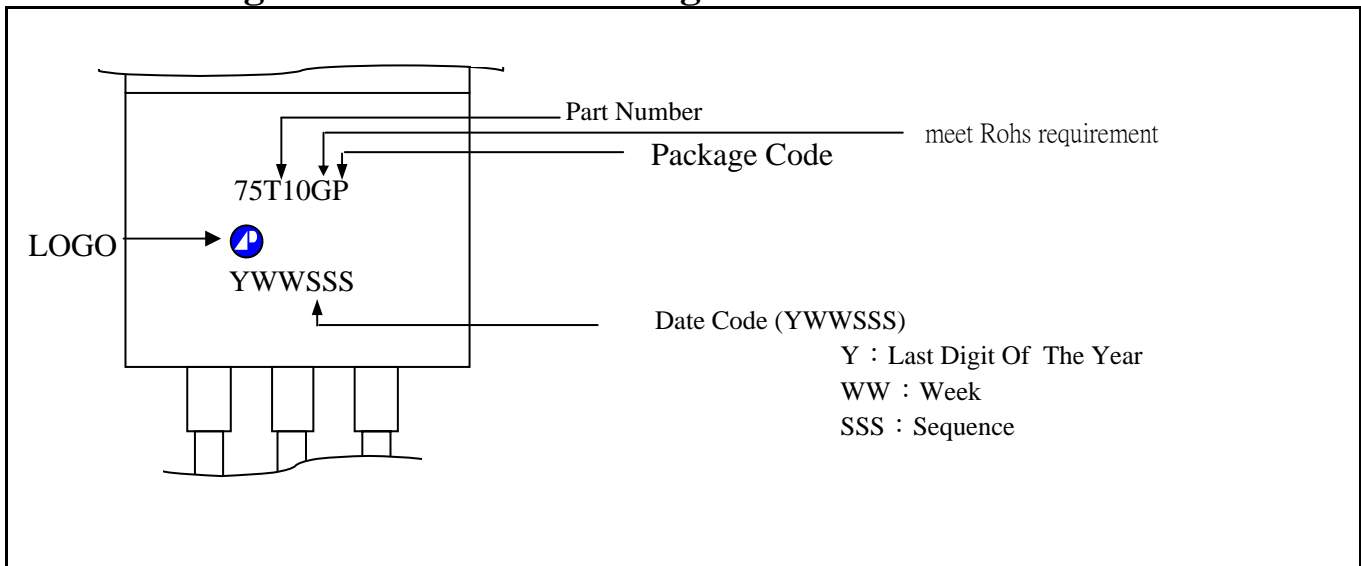 Part Number
meet Rohs requirement
Package Code
75T10GP
LOGO
YWWSSS
Date Code (YWWSSS)
Y：Last Digit Of The Year
WW：Week
SSS：Sequence